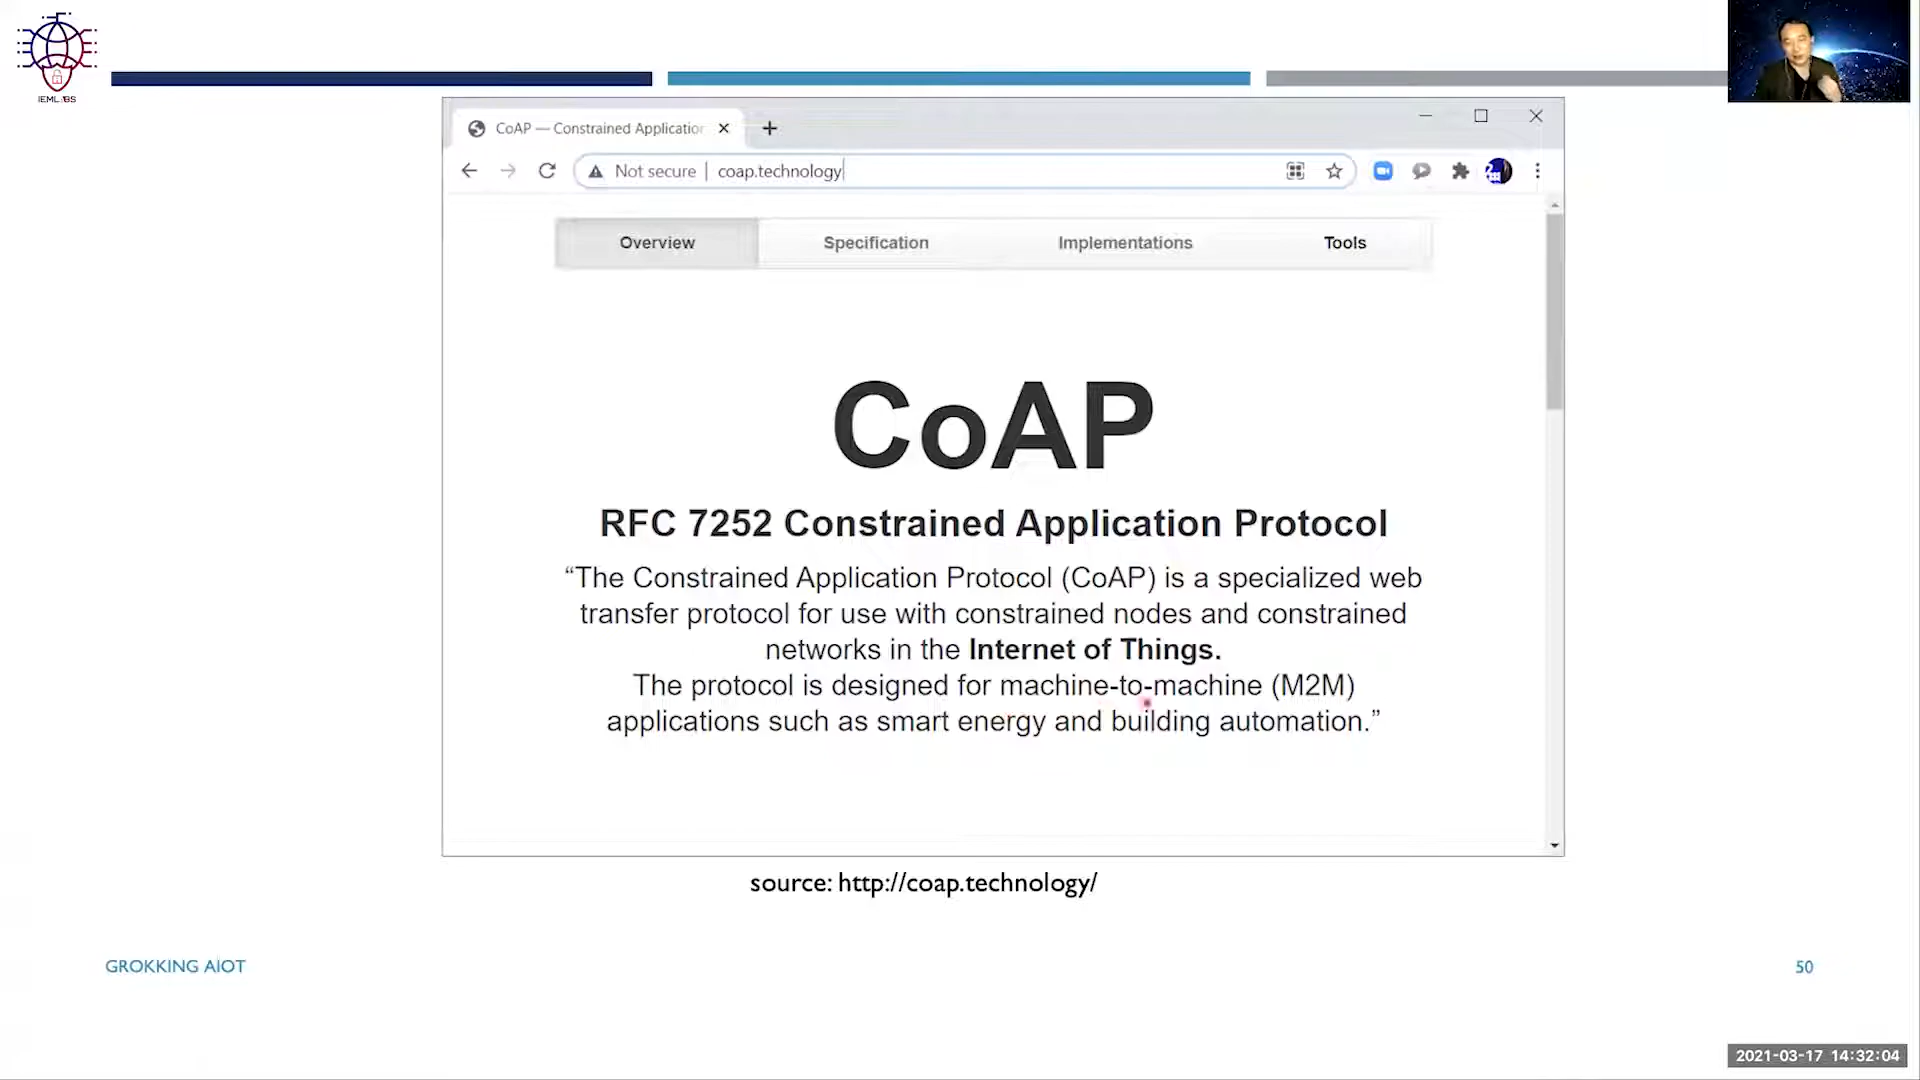 IEMLABS
CoAP — Constrained Application
Not secure | coap.technology
Overview
Specification
Implementations
Tools
CoAP
RFC 7252 Constrained Application Protocol
“The Constrained Application Protocol (CoAP) is a specialized web
transfer protocol for use with constrained nodes and constrained
networks in the Internet of Things.
The protocol is designed for machine-to-machine (M2M)
applications such as smart energy and building automation.”
source: http://coap.technology/
GROKKING AIOT
50
2021-03-17 14:32:04